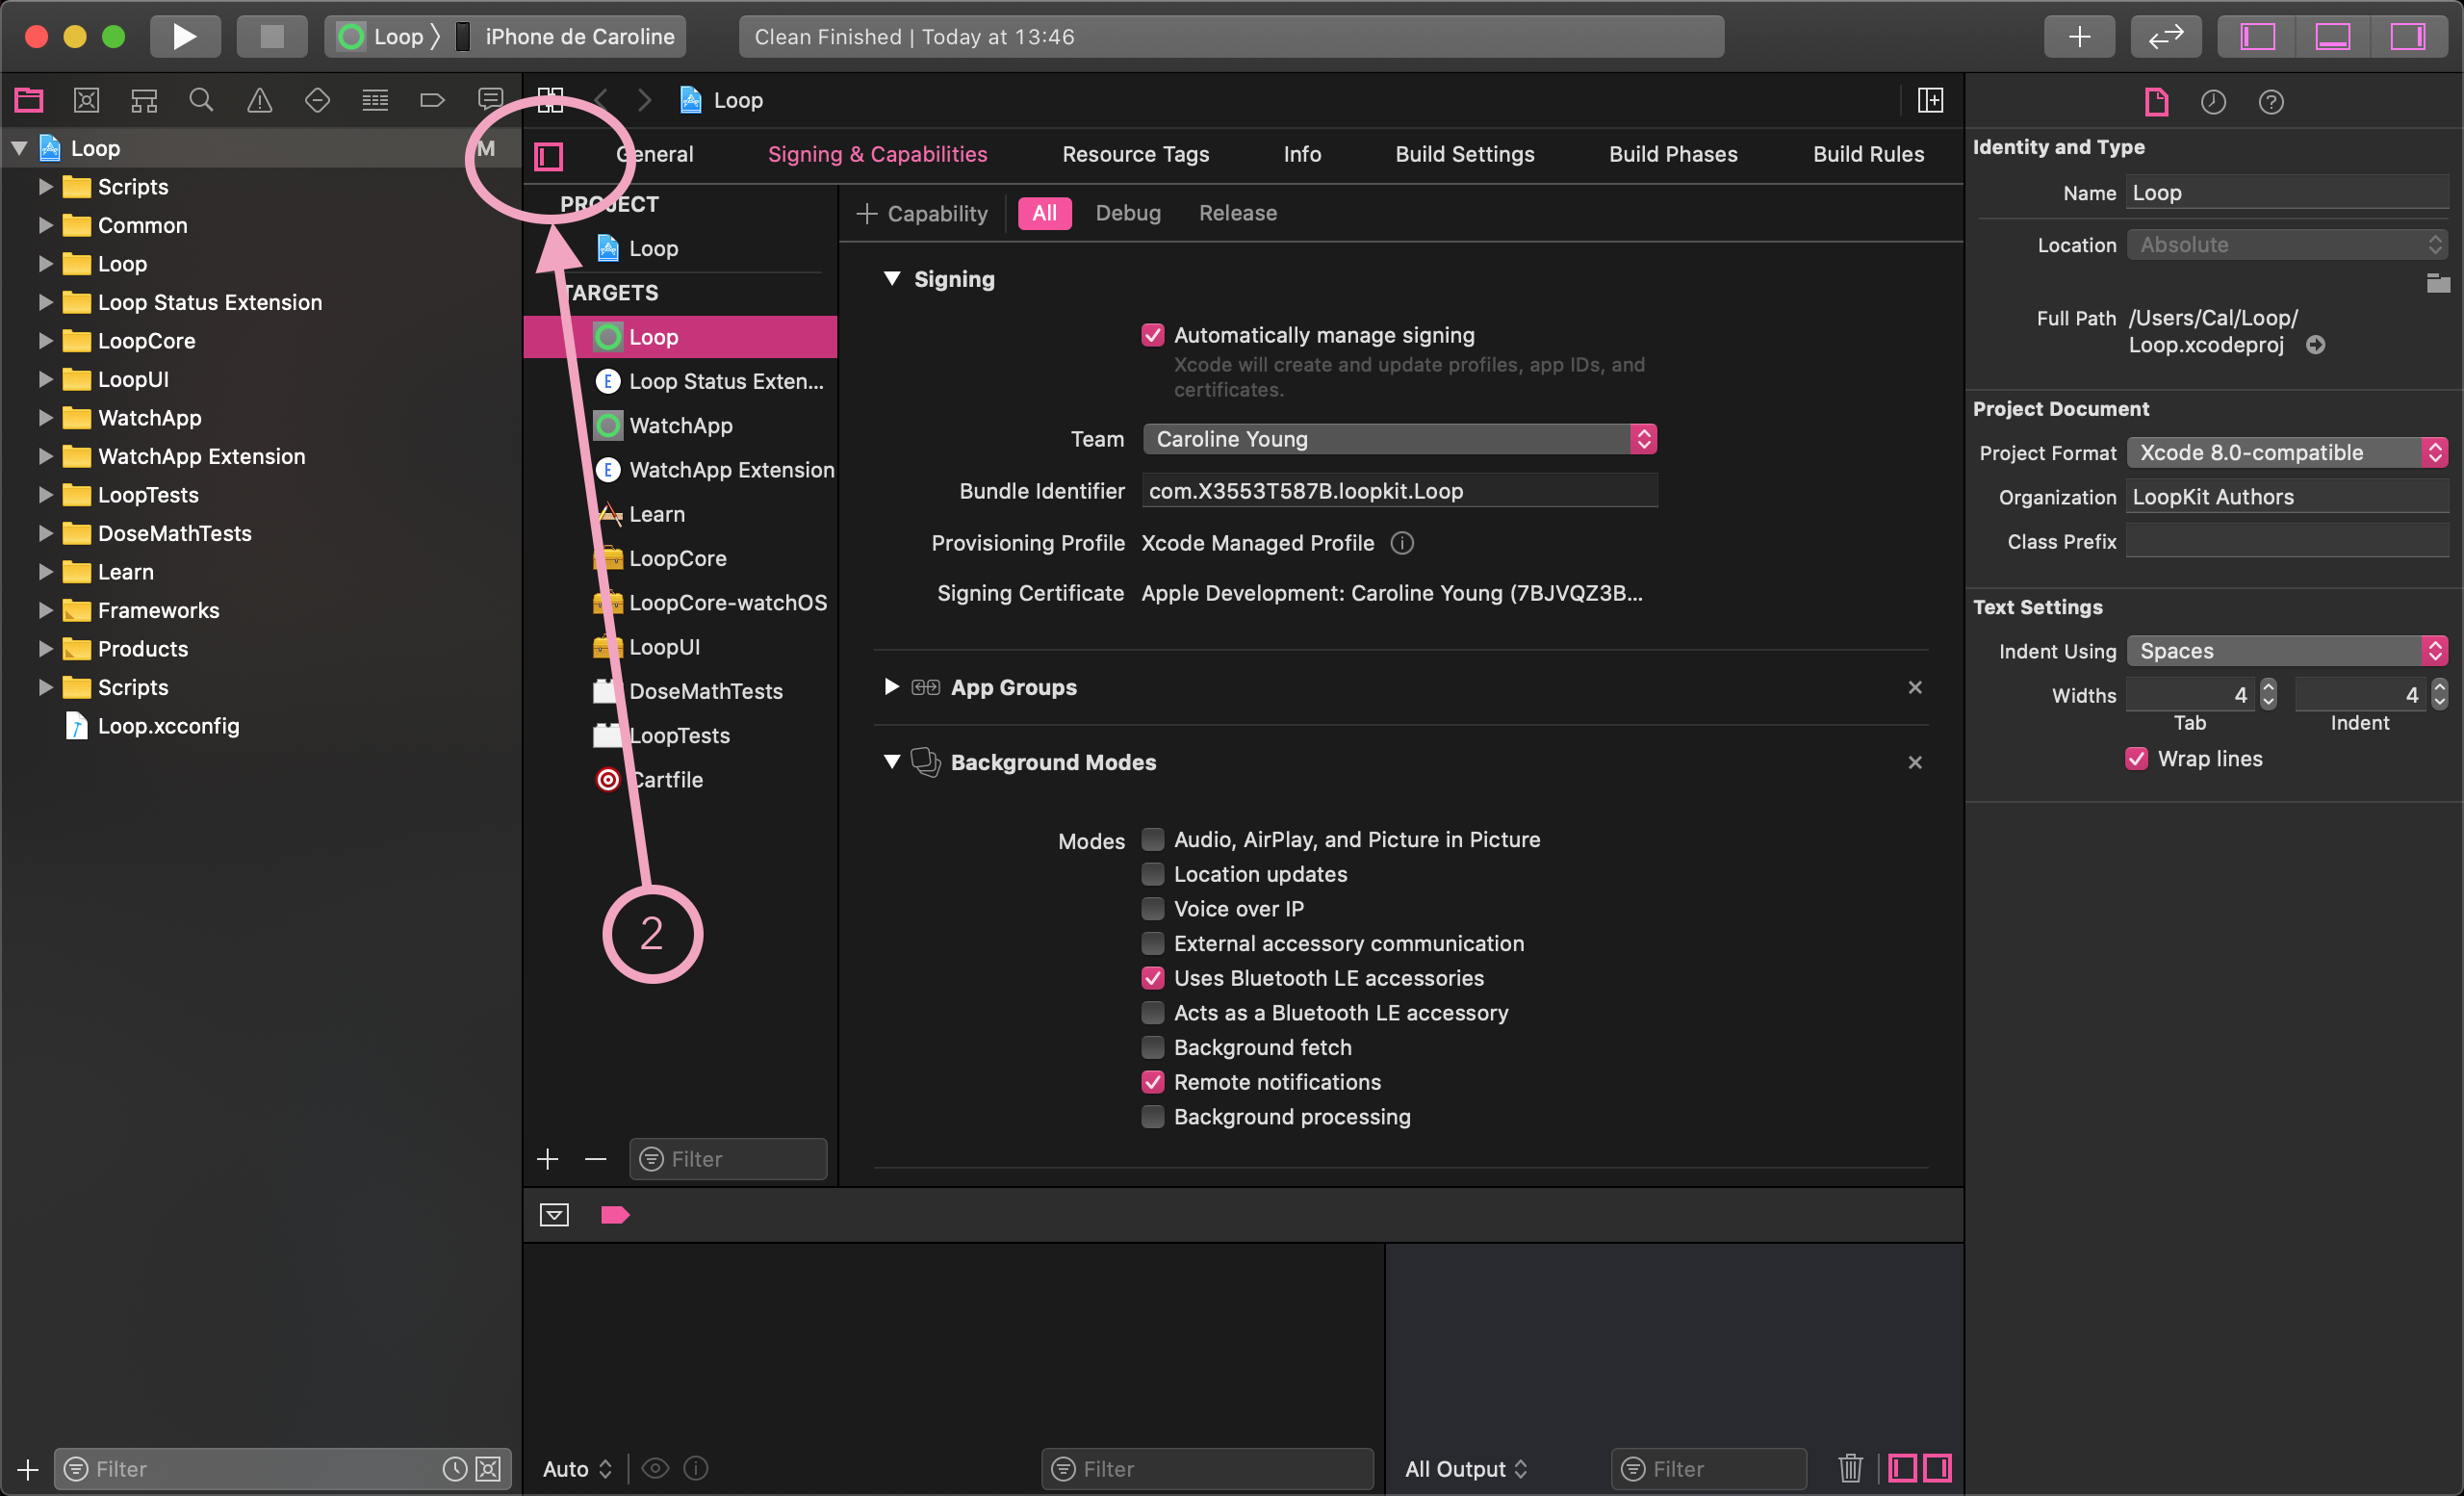 Loop
iPhone de Caroline
Clean Finished | Today at 13:46
Loop
M
Scripts
Common
Loop
Loop Status Extension
LoopCore
LoopUI
WatchApp
WatchApp Extension
LoopTests
DoseMathTests
Learn
Frameworks
Products
Scripts
Loop.xcconfig
Filter
Loop
General
Signing & Capabilities
Resource Tags
Info
Build Settings
Build Phases
Build Rules
PROJECT
Loop
TARGETS
Loop
Loop Status Exten...
WatchApp
WatchApp Extension
Learn
LoopCore
LoopCore-watchOS
LoopUI
DoseMathTests
LoopTests
Cartfile
2
Filter
Capability
All
Debug
Release
Signing
Automatically manage signing
Xcode will create and update profiles, app IDs, and
certificates.
Team Caroline Young
Bundle Identifier com.X3553T587B.loopkit.Loop
Provisioning Profile Xcode Managed Profile
Signing Certificate Apple Development: Caroline Young (7BJVQZ3B...
App Groups
Background Modes
Modes Audio, AirPlay, and Picture in Picture
Location updates
Voice over IP
External accessory communication
Uses Bluetooth LE accessories
Acts as a Bluetooth LE accessory
Background fetch
Remote notifications
Background processing
Auto
Filter
All Output
Filter
Identity and Type
Name Loop
Location Absolute
Full Path /Users/Cal/Loop/
Loop.xcodeproj
Project Document
Project Format Xcode 8.0-compatible
Organization LoopKit Authors
Class Prefix
Text Settings
Indent Using Spaces
Widths 4 4
Tab Indent
Wrap lines